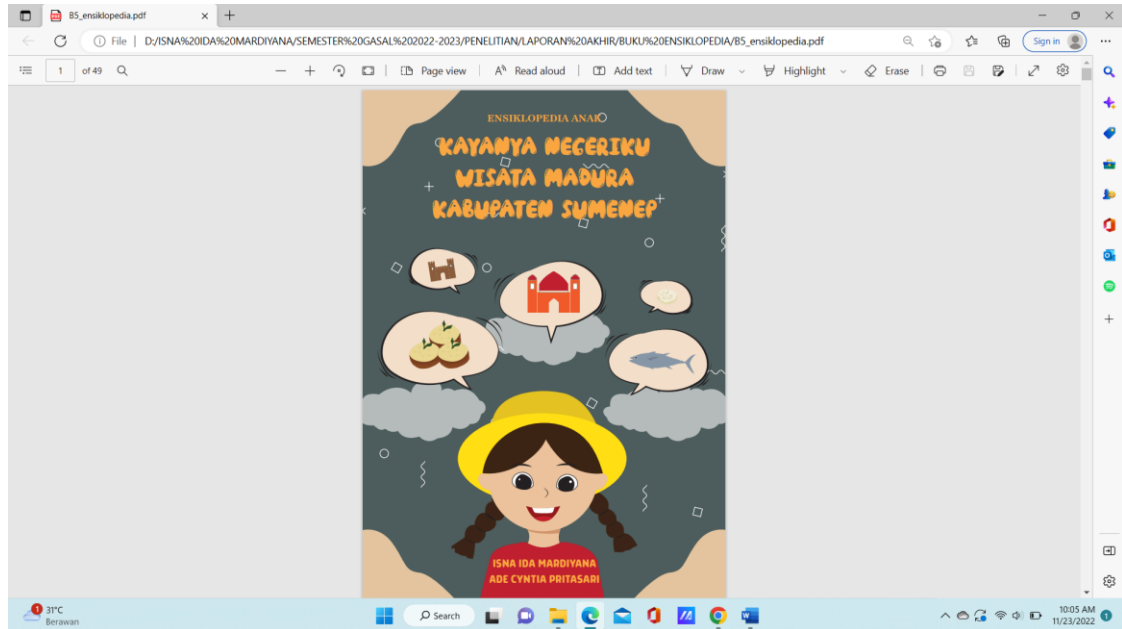 B5_ensiklopedia.pdf
File | D:/ISNA%20IDA%20MARDIYANA/SEMESTER%20GASAL%202022-2023/PENELITIAN/LAPORAN%20AKHIR/BUKU%20ENSIKLOPEDIA/B5_ensiklopedia.pdf
Sign in
1 of 49
Page view
Read aloud
Add text
Draw
Highlight
Erase
ENSIKLOPEDIA ANAK
KAYANYA NEGERIKU
WISATA MADURA
KABUPATEN SUMENEP
ISNA IDA MARDIYANA
ADE CYNTIA PRITASARI
1
31°C
Berawan
Search
10:05 AM
11/23/2022
1